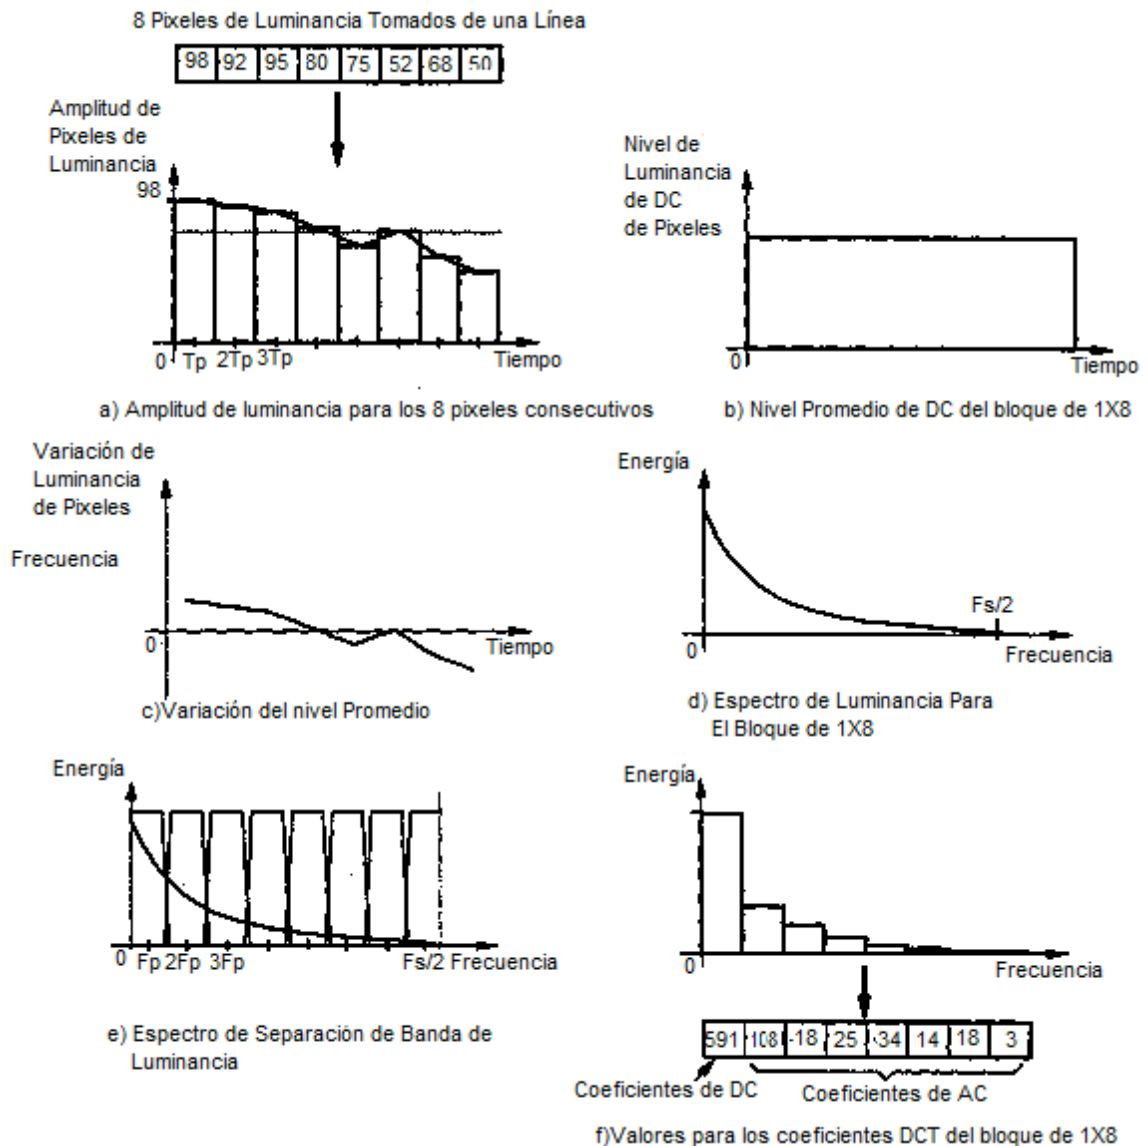 8 Pixeles de Luminancia Tomados de una Línea
98 92 95 80 75 52 68 50
Amplitud de
Pixeles de
Luminancia
98
0 Tp 2Tp 3Tp Tiempo
a) Amplitud de luminancia para los 8 pixeles consecutivos
Nivel de
Luminancia
de DC
de Pixeles
0 Tiempo
b) Nivel Promedio de DC del bloque de 1X8
Variación de
Luminancia
de Pixeles
Frecuencia
0
Tiempo
c)Variación del nivel Promedio
Energía
Fs/2
0 Frecuencia
d) Espectro de Luminancia Para
El Bloque de 1X8
Energía
0 Fp 2Fp 3Fp Fs/2 Frecuencia
e) Espectro de Separación de Banda de
Luminancia
Energía
0 Frecuencia
591 108 -18 25 -34 14 18 3
Coeficientes de DC Coeficientes de AC
f)Valores para los coeficientes DCT del bloque de 1X8